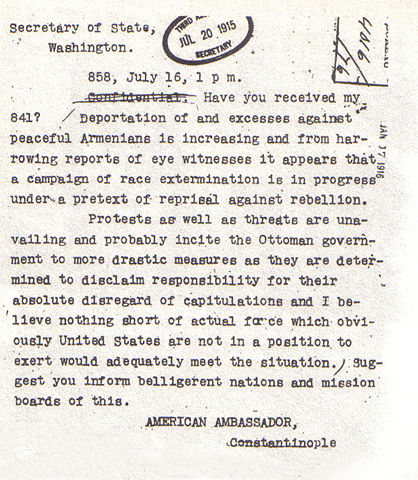 Secretary of State,
Washington.
THIRD A
JUL 20 1915
SECRETARY
4016/76
JAN 17 1916
858, July 16, 1 p m.
Confidential. Have you received my
841? / Deportation of and excesses against
peaceful Armenians is increasing and from har-
rowing reports of eye witnesses it appears that
a campaign of race extermination is in progress
under a pretext of reprisal against rebellion.
Protests as well as threats are una-
vailing and probably incite the Ottoman govern-
ment to more drastic measures as they are deter-
mined to disclaim responsibility for their
absolute disregard of capitulations and I be-
lieve nothing short of actual force which obvi-
ously United States are not in a position to
exert would adequately meet the situation. Sug-
gest you inform belligerent nations and mission
boards of this.
AMERICAN AMBASSADOR,
Constantinople